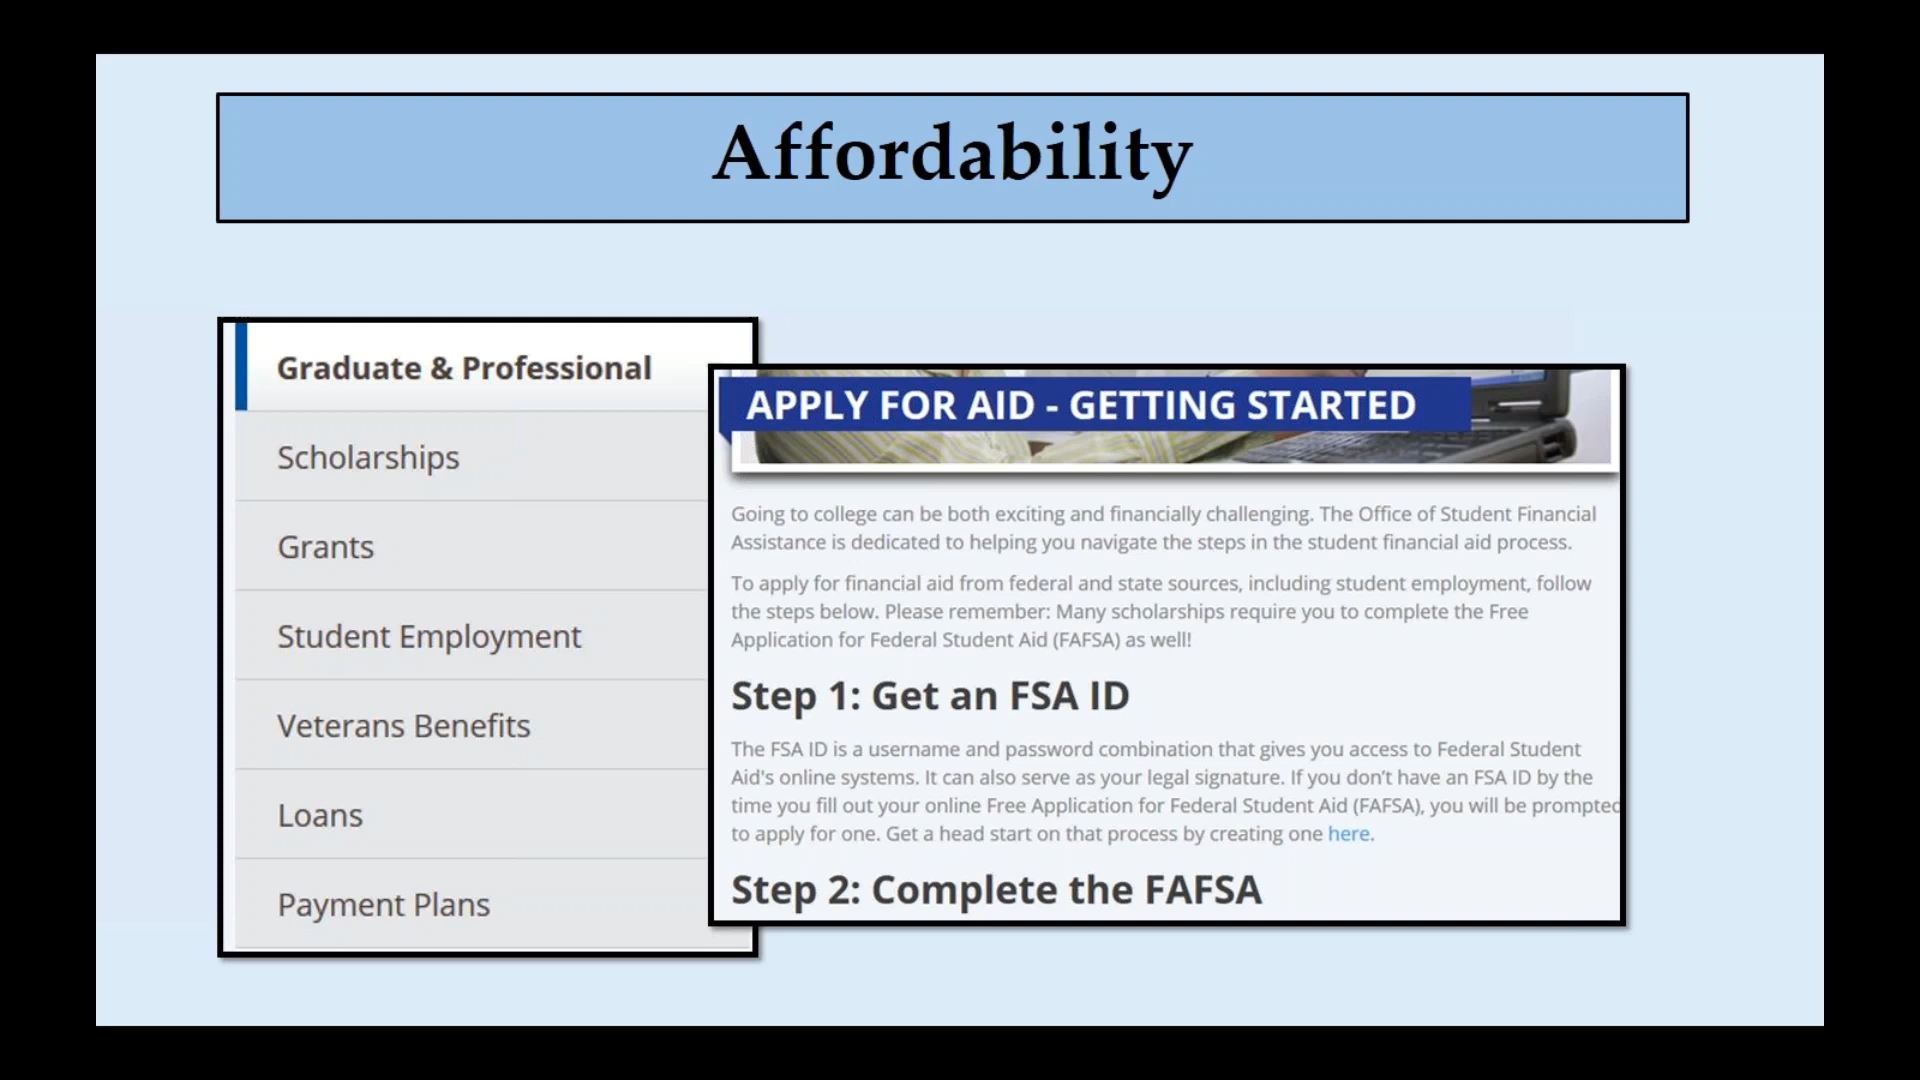 Affordability
Graduate & Professional
Scholarships
Grants
Student Employment
Veterans Benefits
Loans
Payment Plans
APPLY FOR AID - GETTING STARTED
Going to college can be both exciting and financially challenging. The Office of Student Financial
Assistance is dedicated to helping you navigate the steps in the student financial aid process.
To apply for financial aid from federal and state sources, including student employment, follow
the steps below. Please remember: Many scholarships require you to complete the Free
Application for Federal Student Aid (FAFSA) as well!
Step 1: Get an FSA ID
The FSA ID is a username and password combination that gives you access to Federal Student
Aid's online systems. It can also serve as your legal signature. If you don't have an FSA ID by the
time you fill out your online Free Application for Federal Student Aid (FAFSA), you will be prompted
to apply for one. Get a head start on that process by creating one here.
Step 2: Complete the FAFSA